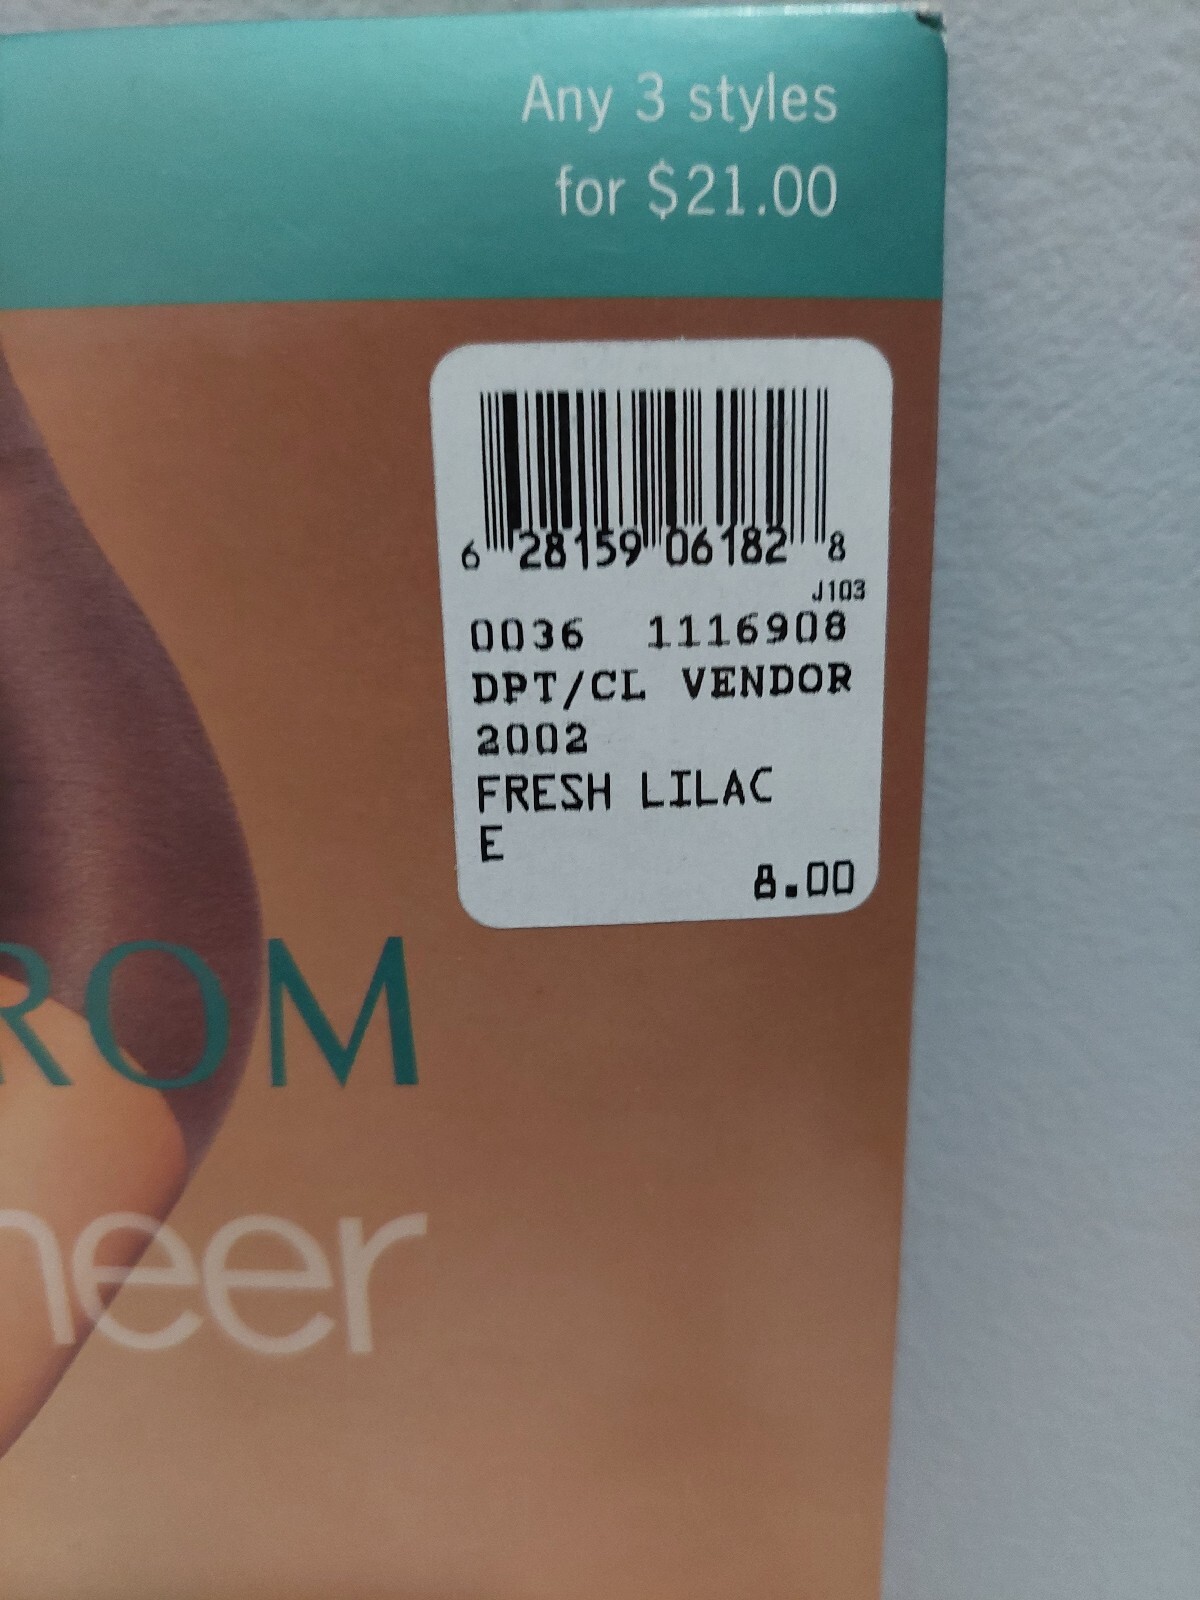 Any 3 styles
for $21.00
6 28159 06182 8
J103
0036 1116908
DPT/CL VENDOR
2002
FRESH LILAC
E
8.00
ROM
heer